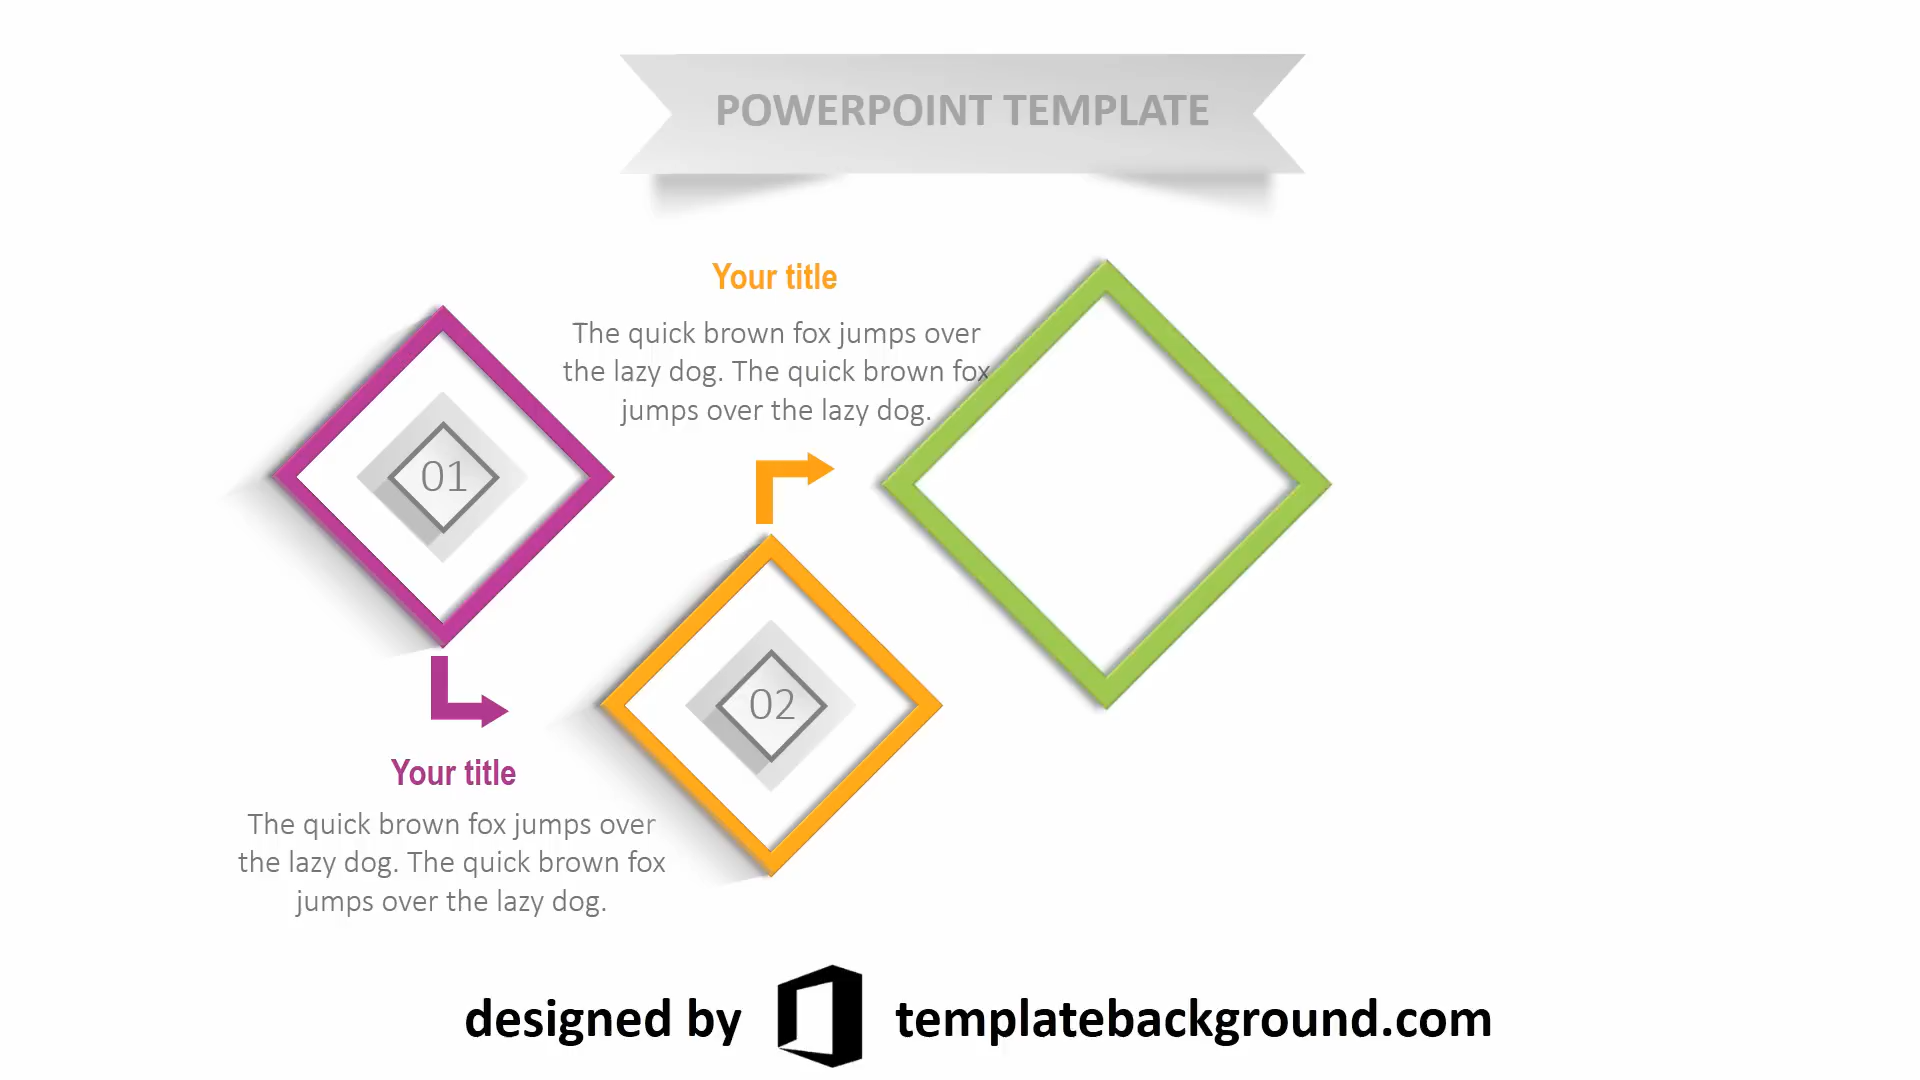 POWERPOINT TEMPLATE
Your title
The quick brown fox jumps over
the lazy dog. The quick brown fox
jumps over the lazy dog.
01
02
Your title
The quick brown fox jumps over
the lazy dog. The quick brown fox
jumps over the lazy dog.
designed by templatebackground.com